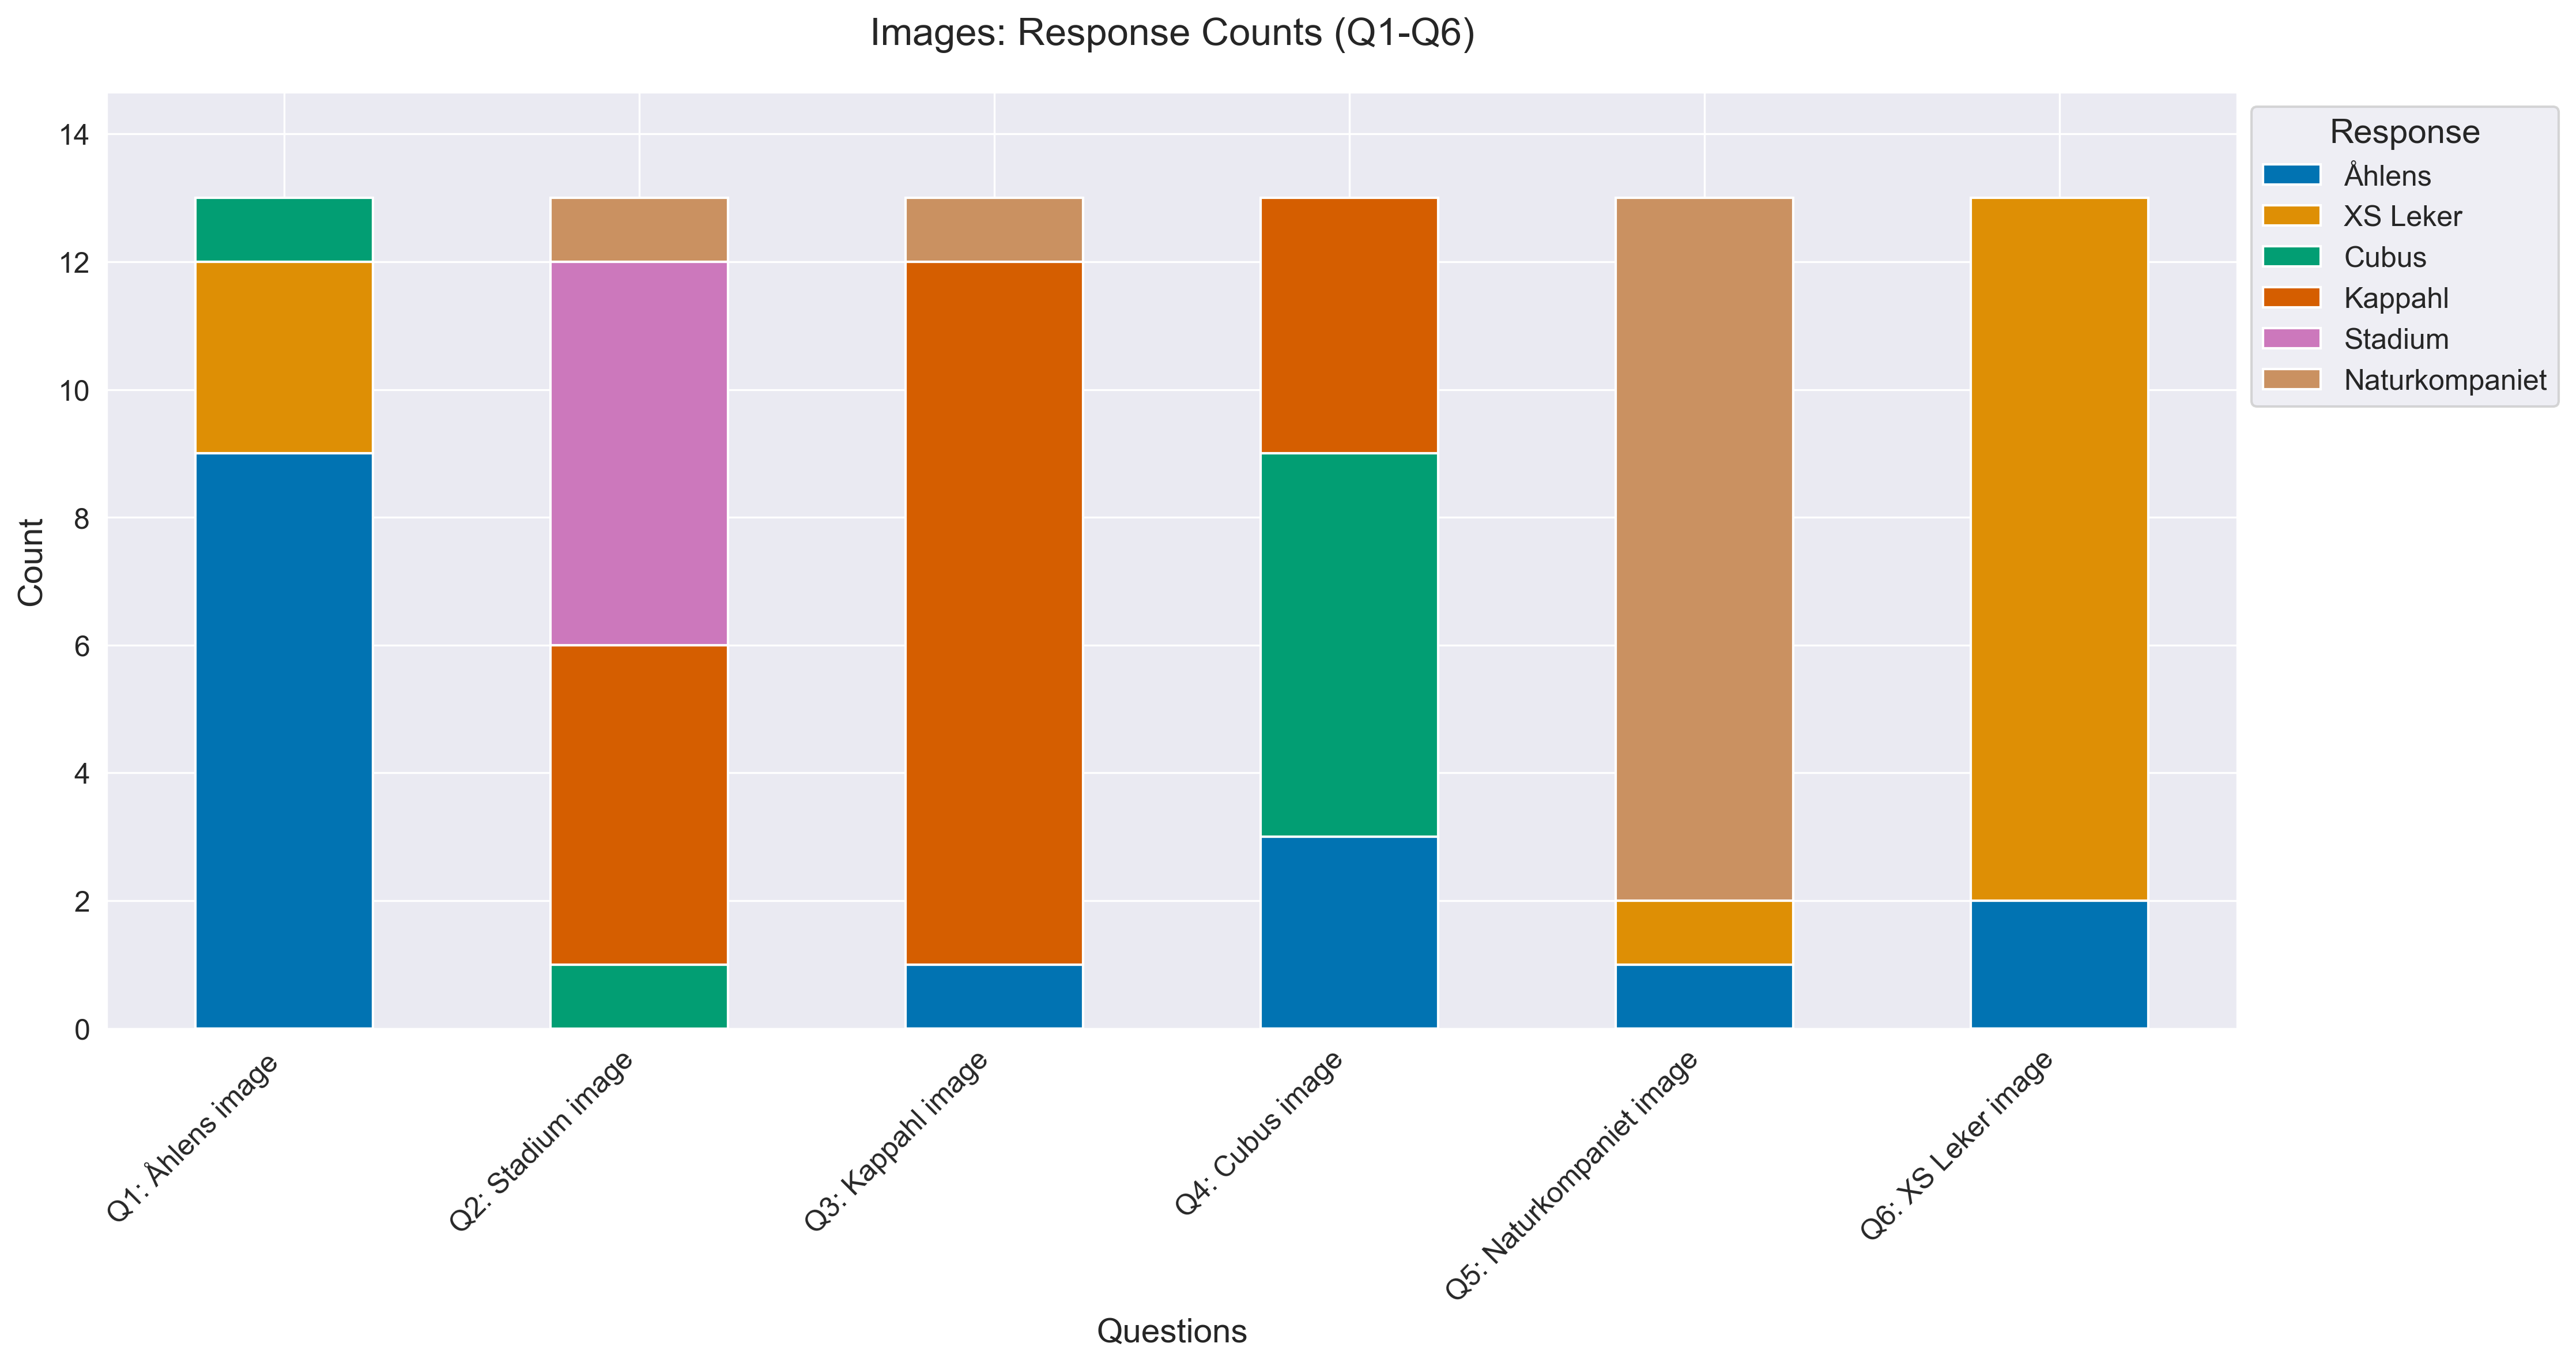 Images: Response Counts (Q1-Q6)
14
12
10
8
6
4
2
0
Count
Response
Åhlens
XS Leker
Cubus
Kappahl
Stadium
Naturkompaniet
Q1: Åhlens image
Q2: Stadium image
Q3: Kappahl image
Q4: Cubus image
Q5: Naturkompaniet image
Q6: XS Leker image
Questions